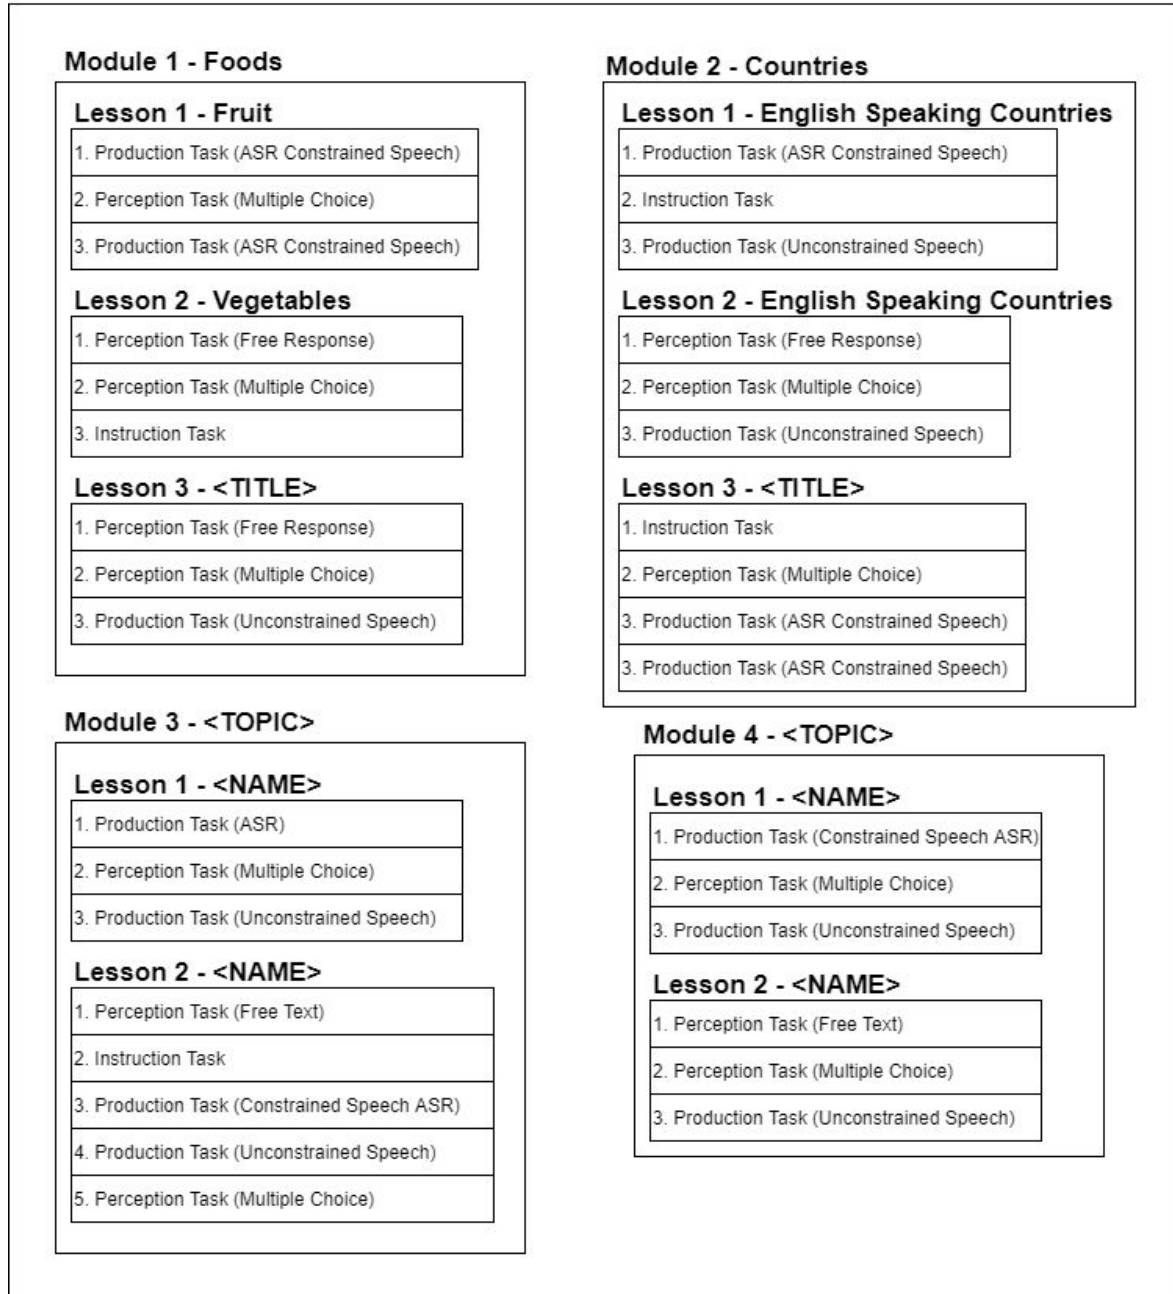 Module 1 - Foods
Lesson 1 - Fruit
1. Production Task (ASR Constrained Speech)
2. Perception Task (Multiple Choice)
3. Production Task (ASR Constrained Speech)
Lesson 2 - Vegetables
1. Perception Task (Free Response)
2. Perception Task (Multiple Choice)
3. Instruction Task
Lesson 3 - <TITLE>
1. Perception Task (Free Response)
2. Perception Task (Multiple Choice)
3. Production Task (Unconstrained Speech)
Module 2 - Countries
Lesson 1 - English Speaking Countries
1. Production Task (ASR Constrained Speech)
2. Instruction Task
3. Production Task (Unconstrained Speech)
Lesson 2 - English Speaking Countries
1. Perception Task (Free Response)
2. Perception Task (Multiple Choice)
3. Production Task (Unconstrained Speech)
Lesson 3 - <TITLE>
1. Instruction Task
2. Perception Task (Multiple Choice)
3. Production Task (ASR Constrained Speech)
3. Production Task (ASR Constrained Speech)
Module 3 - <TOPIC>
Lesson 1 - <NAME>
1. Production Task (ASR)
2. Perception Task (Multiple Choice)
3. Production Task (Unconstrained Speech)
Lesson 2 - <NAME>
1. Perception Task (Free Text)
2. Instruction Task
3. Production Task (Constrained Speech ASR)
4. Production Task (Unconstrained Speech)
5. Perception Task (Multiple Choice)
Module 4 - <TOPIC>
Lesson 1 - <NAME>
1. Production Task (Constrained Speech ASR)
2. Perception Task (Multiple Choice)
3. Production Task (Unconstrained Speech)
Lesson 2 - <NAME>
1. Perception Task (Free Text)
2. Perception Task (Multiple Choice)
3. Production Task (Unconstrained Speech)